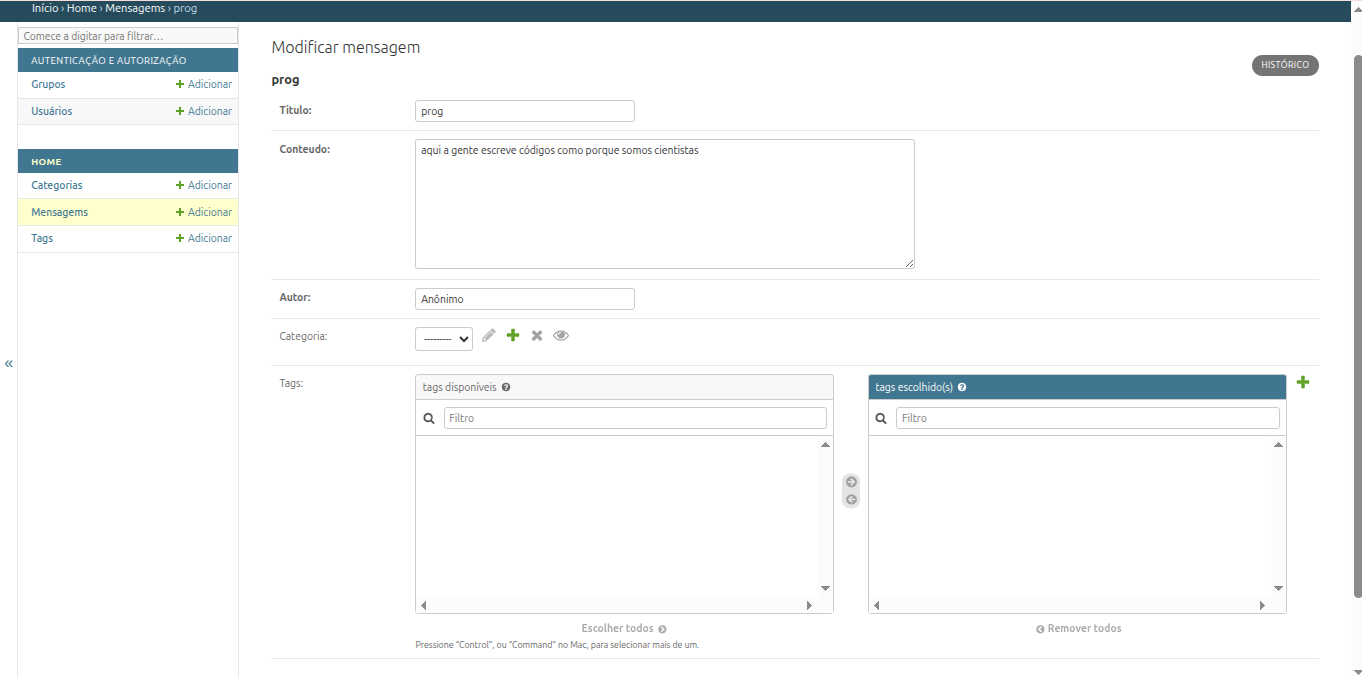 Início › Home › Mensagems › prog
Comece a digitar para filtrar…
AUTENTICAÇÃO E AUTORIZAÇÃO
Grupos + Adicionar
Usuários + Adicionar
HOME
Categorias + Adicionar
Mensagems + Adicionar
Tags + Adicionar
«
Modificar mensagem
HISTÓRICO
prog
Titulo: prog
Conteudo: aqui a gente escreve códigos como porque somos cientistas
Autor: Anônimo
Categoria: ---------
Tags: tags disponíveis
Filtro
Escolher todos
Pressione “Control”, ou “Command” no Mac, para selecionar mais de um.
tags escolhido(s)
Filtro
Remover todos